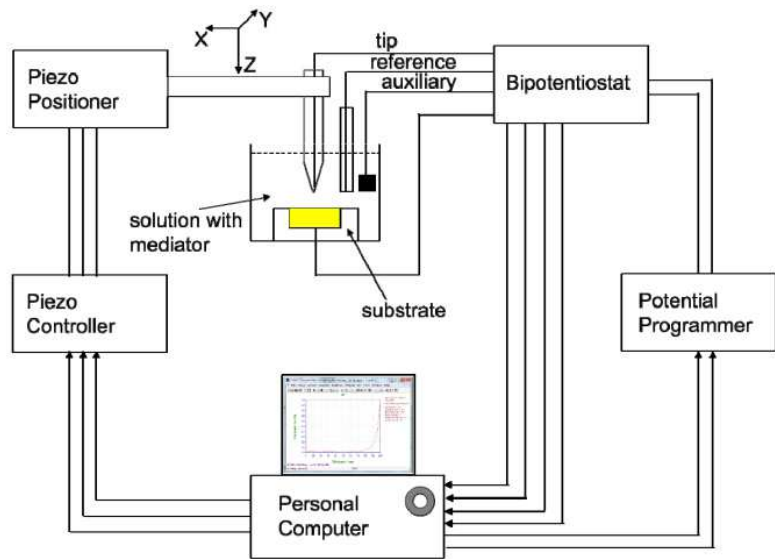 X
Y
Z
tip
reference
auxiliary
Piezo
Positioner
Bipotentiostat
solution with
mediator
substrate
Piezo
Controller
Potential
Programmer
Personal
Computer